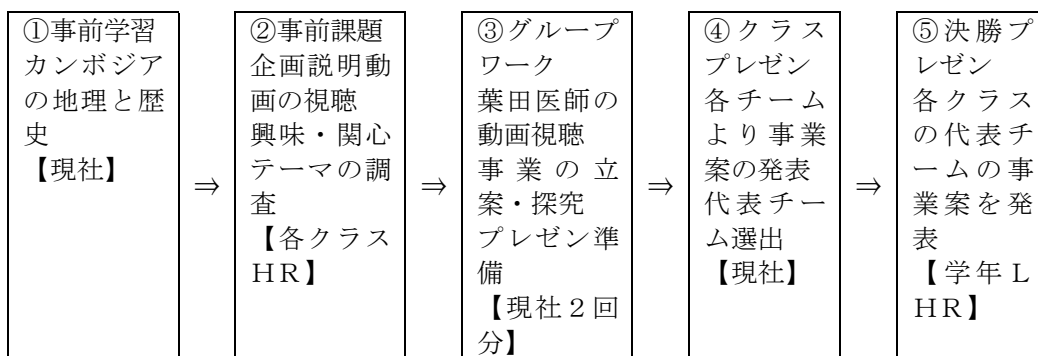 ①事前学習
カンボジア
の地理と歴
史
【現社】
⇒
②事前課題
企画説明動
画の視聴
興味・関心
テーマの調
査
【各クラス
HR】
⇒
③グループ
ワーク
葉田医師の
動画視聴
事業の立
案・探究
プレゼン準
備
【現社2回
分】
⇒
④クラス
プレゼン
各チーム
より事業
案の発表
代表チー
ム選出
【現社】
⇒
⑤決勝プ
レゼン
各クラス
の代表チ
ームの事
業案を発
表
【学年L
HR】